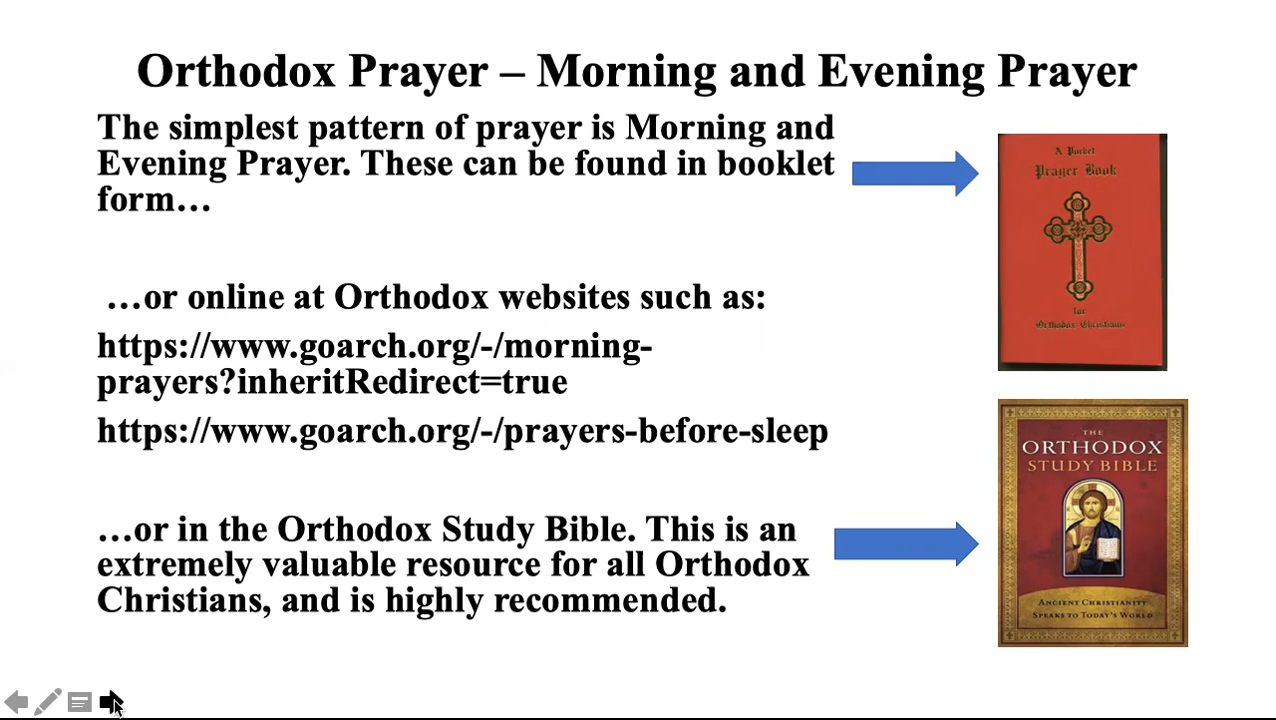 Orthodox Prayer – Morning and Evening Prayer
The simplest pattern of prayer is Morning and
Evening Prayer. These can be found in booklet
form…
A Pocket
Prayer Book
for
Orthodox Christians
…or online at Orthodox websites such as:
https://www.goarch.org/-/morning-
prayers?inheritRedirect=true
https://www.goarch.org/-/prayers-before-sleep
THE
ORTHODOX
STUDY BIBLE
ANCIENT CHRISTIANITY
SPEAKS TO TODAY'S WORLD
…or in the Orthodox Study Bible. This is an
extremely valuable resource for all Orthodox
Christians, and is highly recommended.